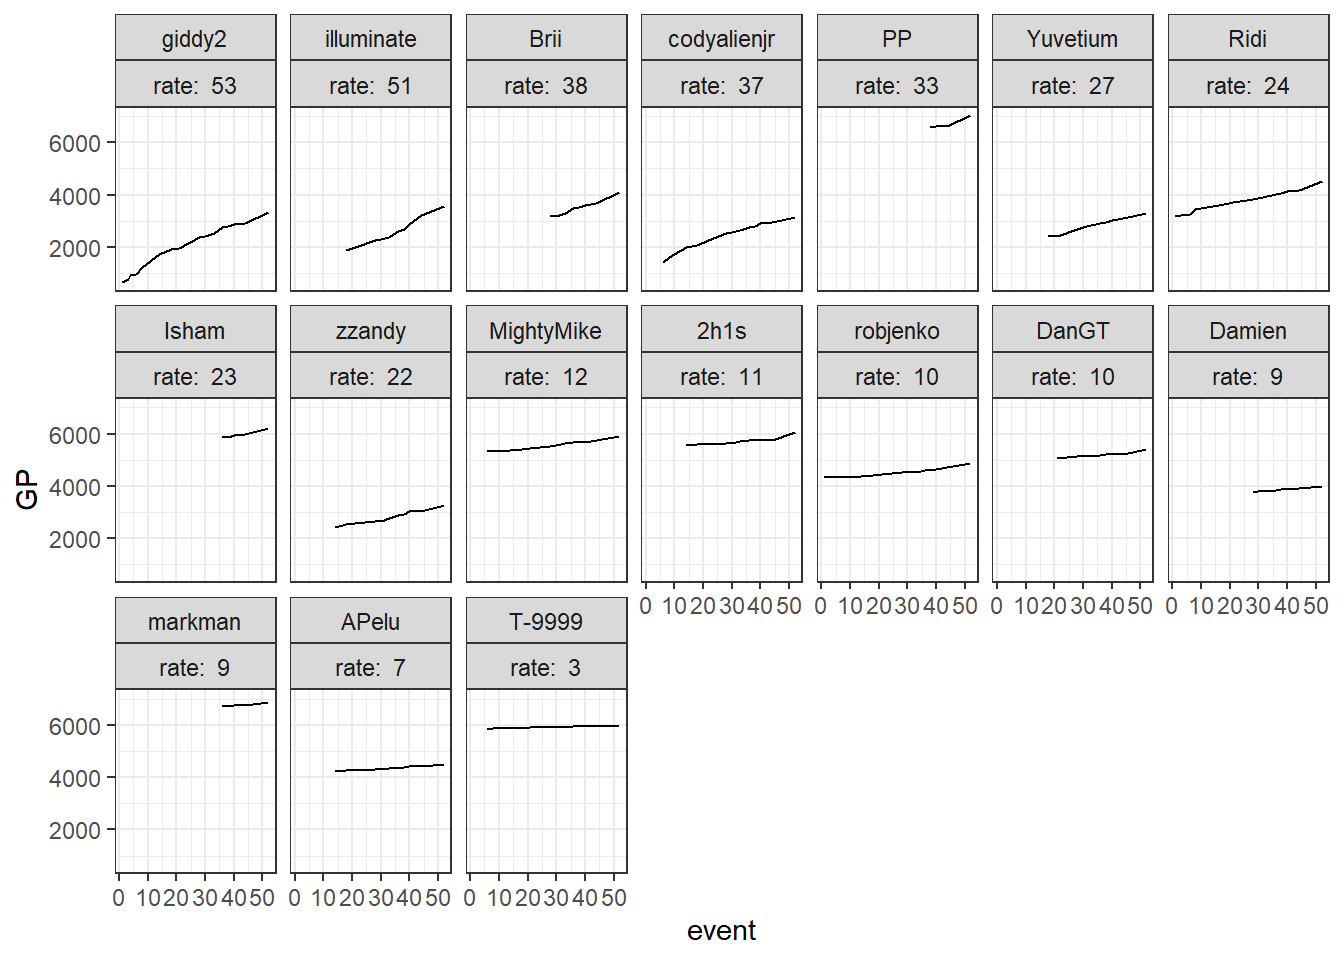 giddy2 illuminate Brii codyalienjr PP Yuvetium Ridi
rate: 53 rate: 51 rate: 38 rate: 37 rate: 33 rate: 27 rate: 24
6000
4000
2000
Isham zzandy MightyMike 2h1s robjenko DanGT Damien
rate: 23 rate: 22 rate: 12 rate: 11 rate: 10 rate: 10 rate: 9
6000
4000
2000
0 10 20 30 40 50 0 10 20 30 40 50 0 10 20 30 40 50 0 10 20 30 40 50
GP
markman APelu T-9999
rate: 9 rate: 7 rate: 3
6000
4000
2000
0 10 20 30 40 50 0 10 20 30 40 50 0 10 20 30 40 50
event